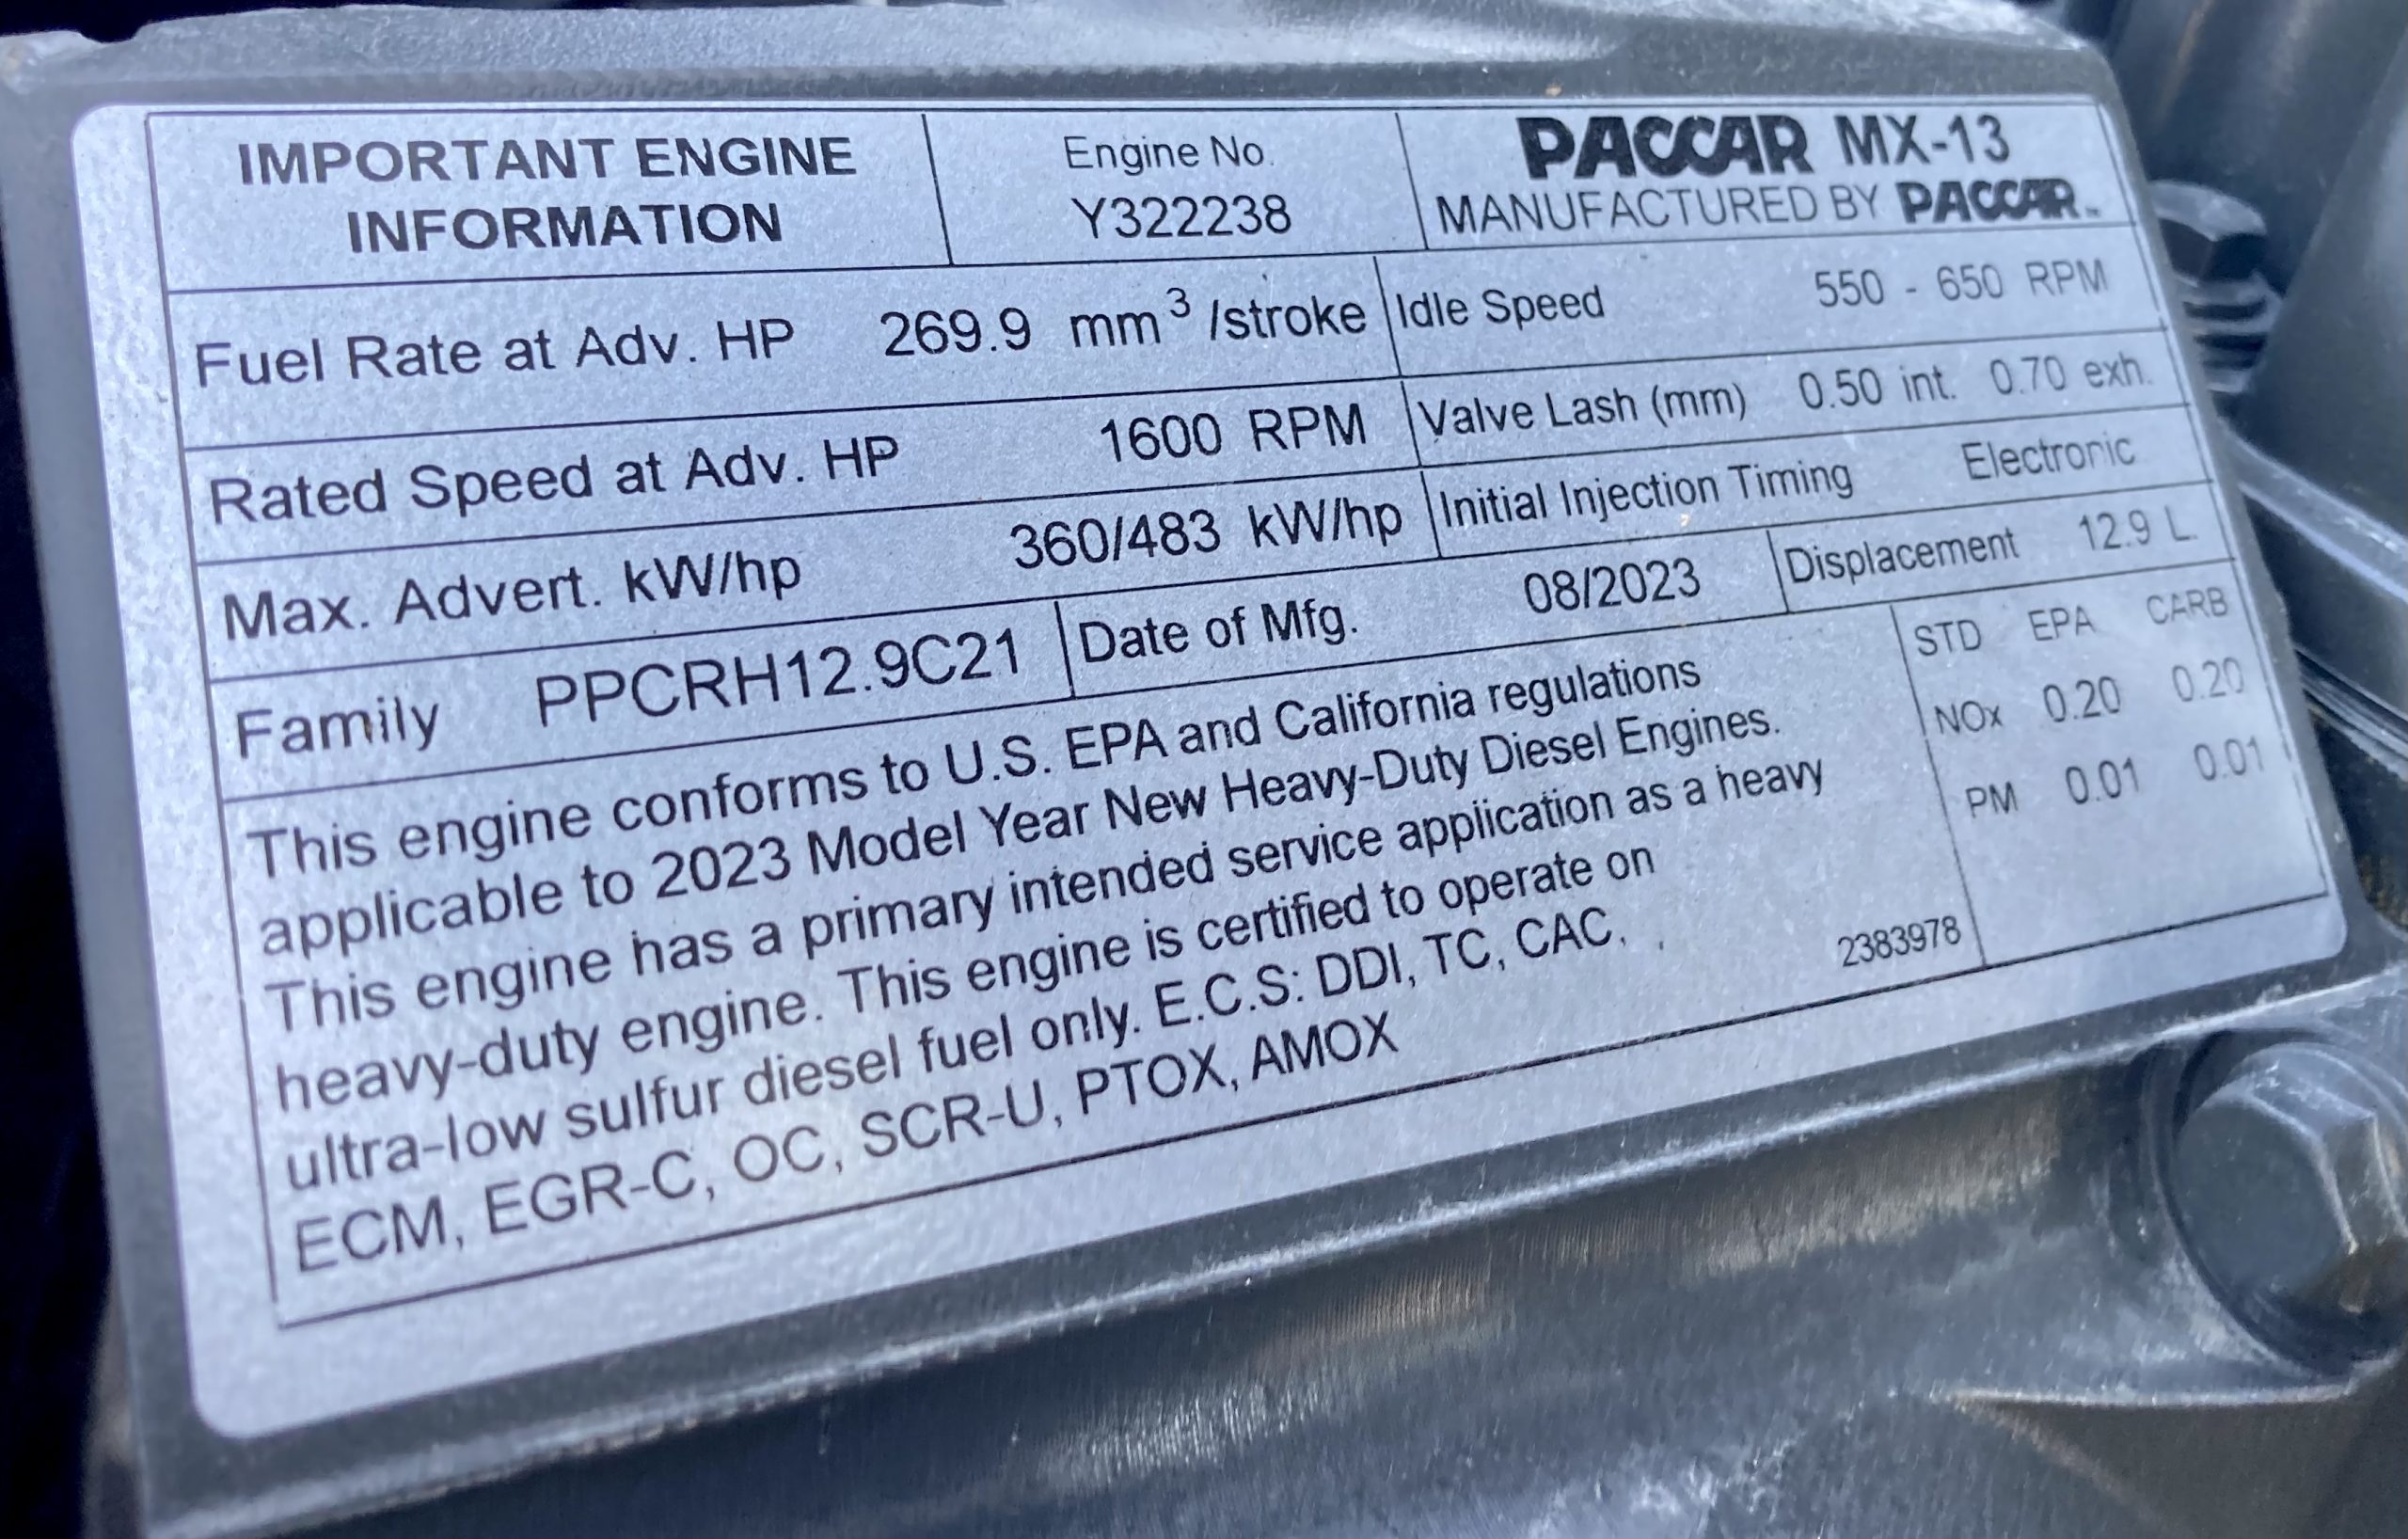 IMPORTANT ENGINE
INFORMATION
Engine No.
Y322238
PACCAR MX-13
MANUFACTURED BY PACCAR™
Fuel Rate at Adv. HP 269.9 mm³ /stroke
Idle Speed 550 - 650 RPM
Rated Speed at Adv. HP 1600 RPM
Valve Lash (mm) 0.50 int. 0.70 exh.
Max. Advert. kW/hp 360/483 kW/hp
Initial Injection Timing Electronic
Family PPCRH12.9C21
Date of Mfg. 08/2023
Displacement 12.9 L.
This engine conforms to U.S. EPA and California regulations
applicable to 2023 Model Year New Heavy-Duty Diesel Engines.
This engine has a primary intended service application as a heavy
heavy-duty engine. This engine is certified to operate on
ultra-low sulfur diesel fuel only. E.C.S: DDI, TC, CAC,
ECM, EGR-C, OC, SCR-U, PTOX, AMOX
2383978
STD EPA CARB
NOx 0.20 0.20
PM 0.01 0.01